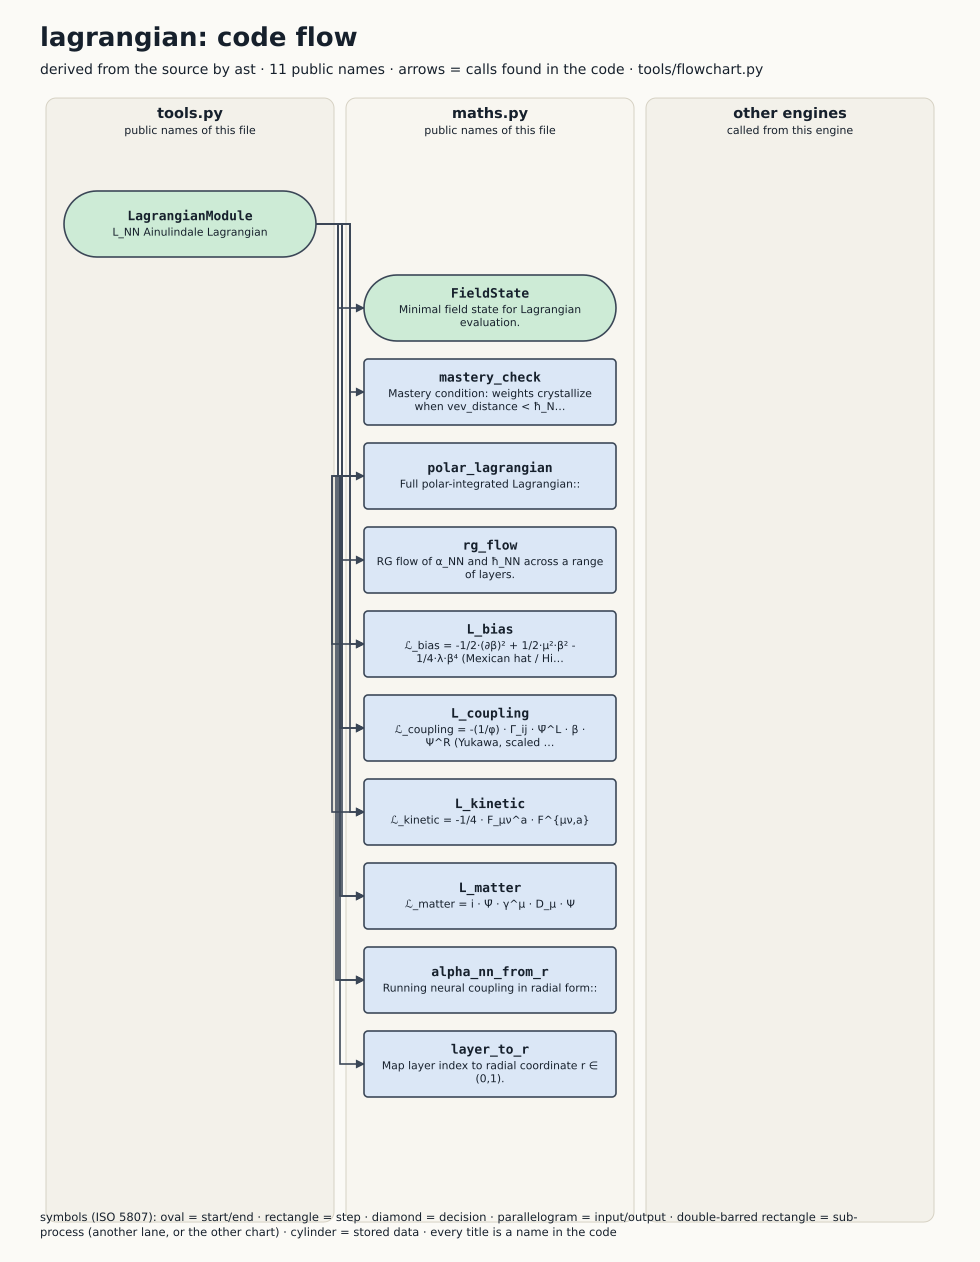 lagrangian: code flow
derived from the source by ast · 11 public names · arrows = calls found in the code · tools/flowchart.py
tools.py
public names of this file
maths.py
public names of this file
other engines
called from this engine
LagrangianModule
L_NN Ainulindale Lagrangian
FieldState
Minimal field state for Lagrangian
evaluation.
mastery_check
Mastery condition: weights crystallize
when vev_distance < ħ_N…
polar_lagrangian
Full polar-integrated Lagrangian::
rg_flow
RG flow of α_NN and ħ_NN across a range
of layers.
L_bias
ℒ_bias = -1/2·(∂β)² + 1/2·μ²·β² -
1/4·λ·β⁴ (Mexican hat / Hi…
L_coupling
ℒ_coupling = -(1/φ) · Γ_ij · Ψ̄^L · β ·
Ψ^R (Yukawa, scaled …
L_kinetic
ℒ_kinetic = -1/4 · F_μν^a · F^{μν,a}
L_matter
ℒ_matter = i · Ψ̄ · γ^μ · D_μ · Ψ
alpha_nn_from_r
Running neural coupling in radial form::
layer_to_r
Map layer index to radial coordinate r ∈
(0,1).
symbols (ISO 5807): oval = start/end · rectangle = step · diamond = decision · parallelogram = input/output · double-barred rectangle = sub-
process (another lane, or the other chart) · cylinder = stored data · every title is a name in the code